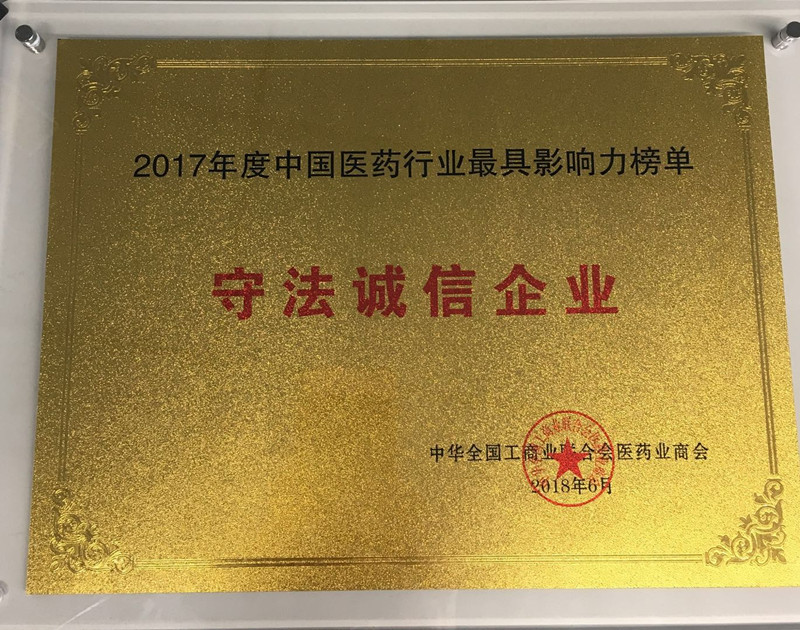 2017年度中国医药行业最具影响力榜单
守法诚信企业
中华全国工商业联合会医药业商会
2018年6月